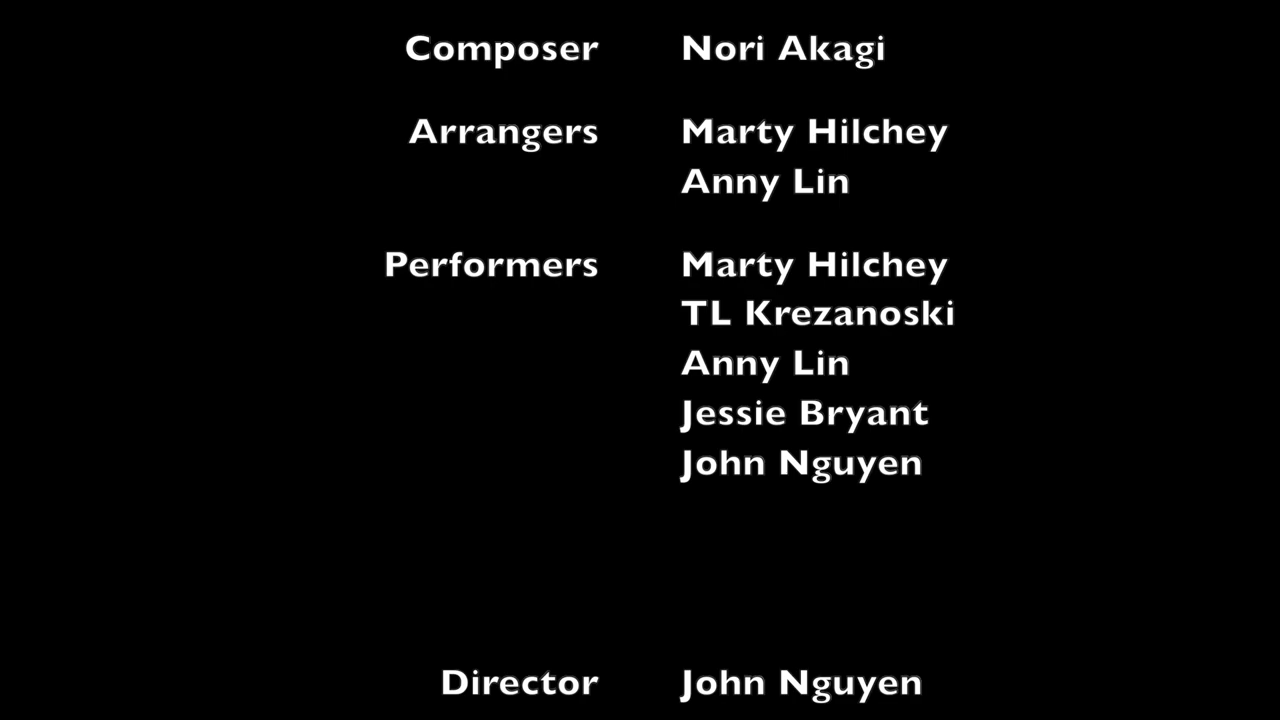 Composer Nori Akagi
Arrangers Marty Hilchey
Anny Lin
Performers Marty Hilchey
TL Krezanoski
Anny Lin
Jessie Bryant
John Nguyen
Director John Nguyen